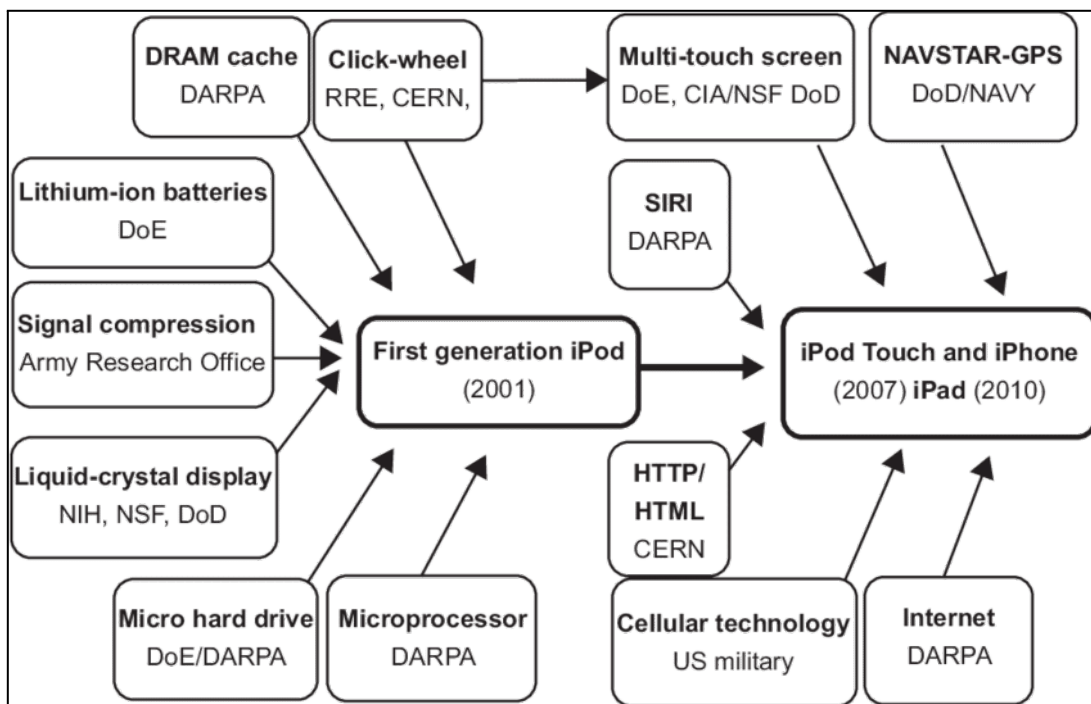 DRAM cache
DARPA
Click-wheel
RRE, CERN,
Multi-touch screen
DoE, CIA/NSF DoD
NAVSTAR-GPS
DoD/NAVY
Lithium-ion batteries
DoE
SIRI
DARPA
Signal compression
Army Research Office
First generation iPod
(2001)
iPod Touch and iPhone
(2007) iPad (2010)
Liquid-crystal display
NIH, NSF, DoD
HTTP/
HTML
CERN
Micro hard drive
DoE/DARPA
Microprocessor
DARPA
Cellular technology
US military
Internet
DARPA